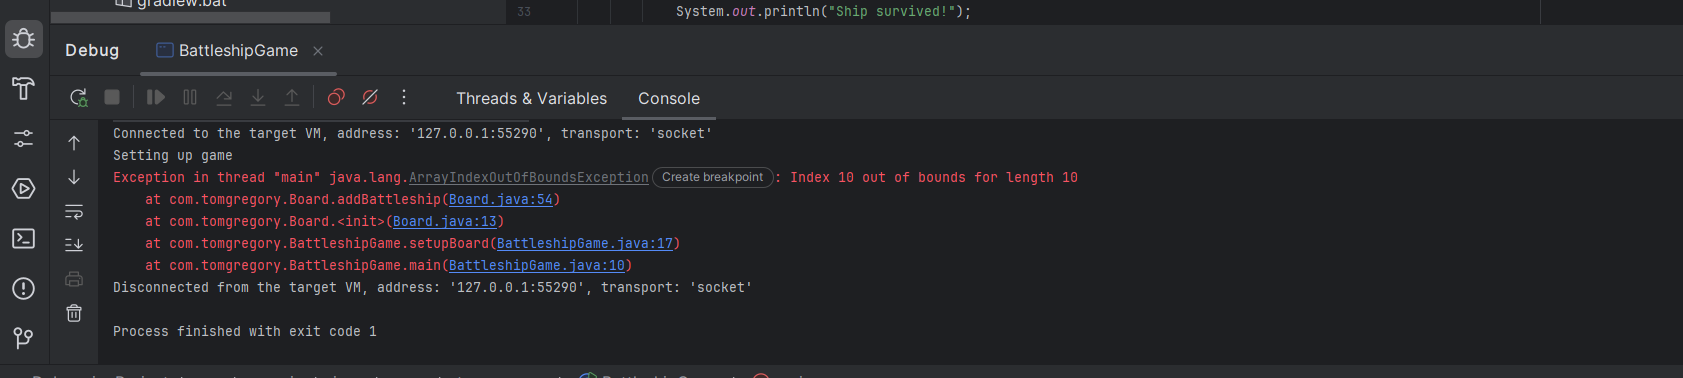 gradlew.bat
33 System.out.println("Ship survived!");
Debug BattleshipGame
Threads & Variables Console
Connected to the target VM, address: '127.0.0.1:55290', transport: 'socket'
Setting up game
Exception in thread "main" java.lang.ArrayIndexOutOfBoundsException Create breakpoint : Index 10 out of bounds for length 10
at com.tomgregory.Board.addBattleship(Board.java:54)
at com.tomgregory.Board.<init>(Board.java:13)
at com.tomgregory.BattleshipGame.setupBoard(BattleshipGame.java:17)
at com.tomgregory.BattleshipGame.main(BattleshipGame.java:10)
Disconnected from the target VM, address: '127.0.0.1:55290', transport: 'socket'
Process finished with exit code 1